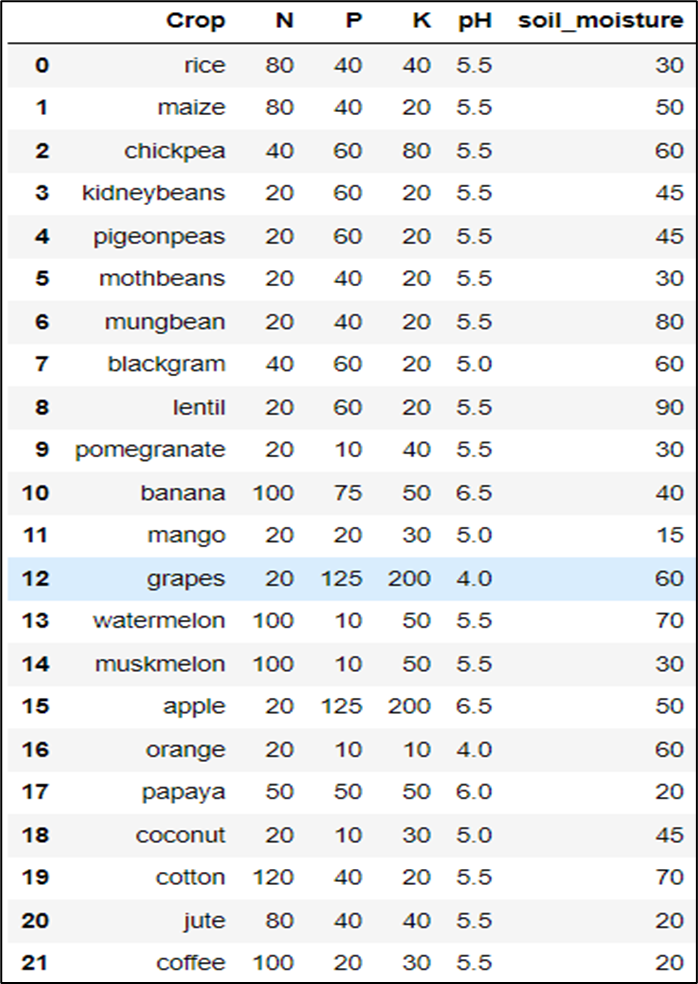 Crop N P K pH soil_moisture
0 rice 80 40 40 5.5 30
1 maize 80 40 20 5.5 50
2 chickpea 40 60 80 5.5 60
3 kidneybeans 20 60 20 5.5 45
4 pigeonpeas 20 60 20 5.5 45
5 mothbeans 20 40 20 5.5 30
6 mungbean 20 40 20 5.5 80
7 blackgram 40 60 20 5.0 60
8 lentil 20 60 20 5.5 90
9 pomegranate 20 10 40 5.5 30
10 banana 100 75 50 6.5 40
11 mango 20 20 30 5.0 15
12 grapes 20 125 200 4.0 60
13 watermelon 100 10 50 5.5 70
14 muskmelon 100 10 50 5.5 30
15 apple 20 125 200 6.5 50
16 orange 20 10 10 4.0 60
17 papaya 50 50 50 6.0 20
18 coconut 20 10 30 5.0 45
19 cotton 120 40 20 5.5 70
20 jute 80 40 40 5.5 20
21 coffee 100 20 30 5.5 20